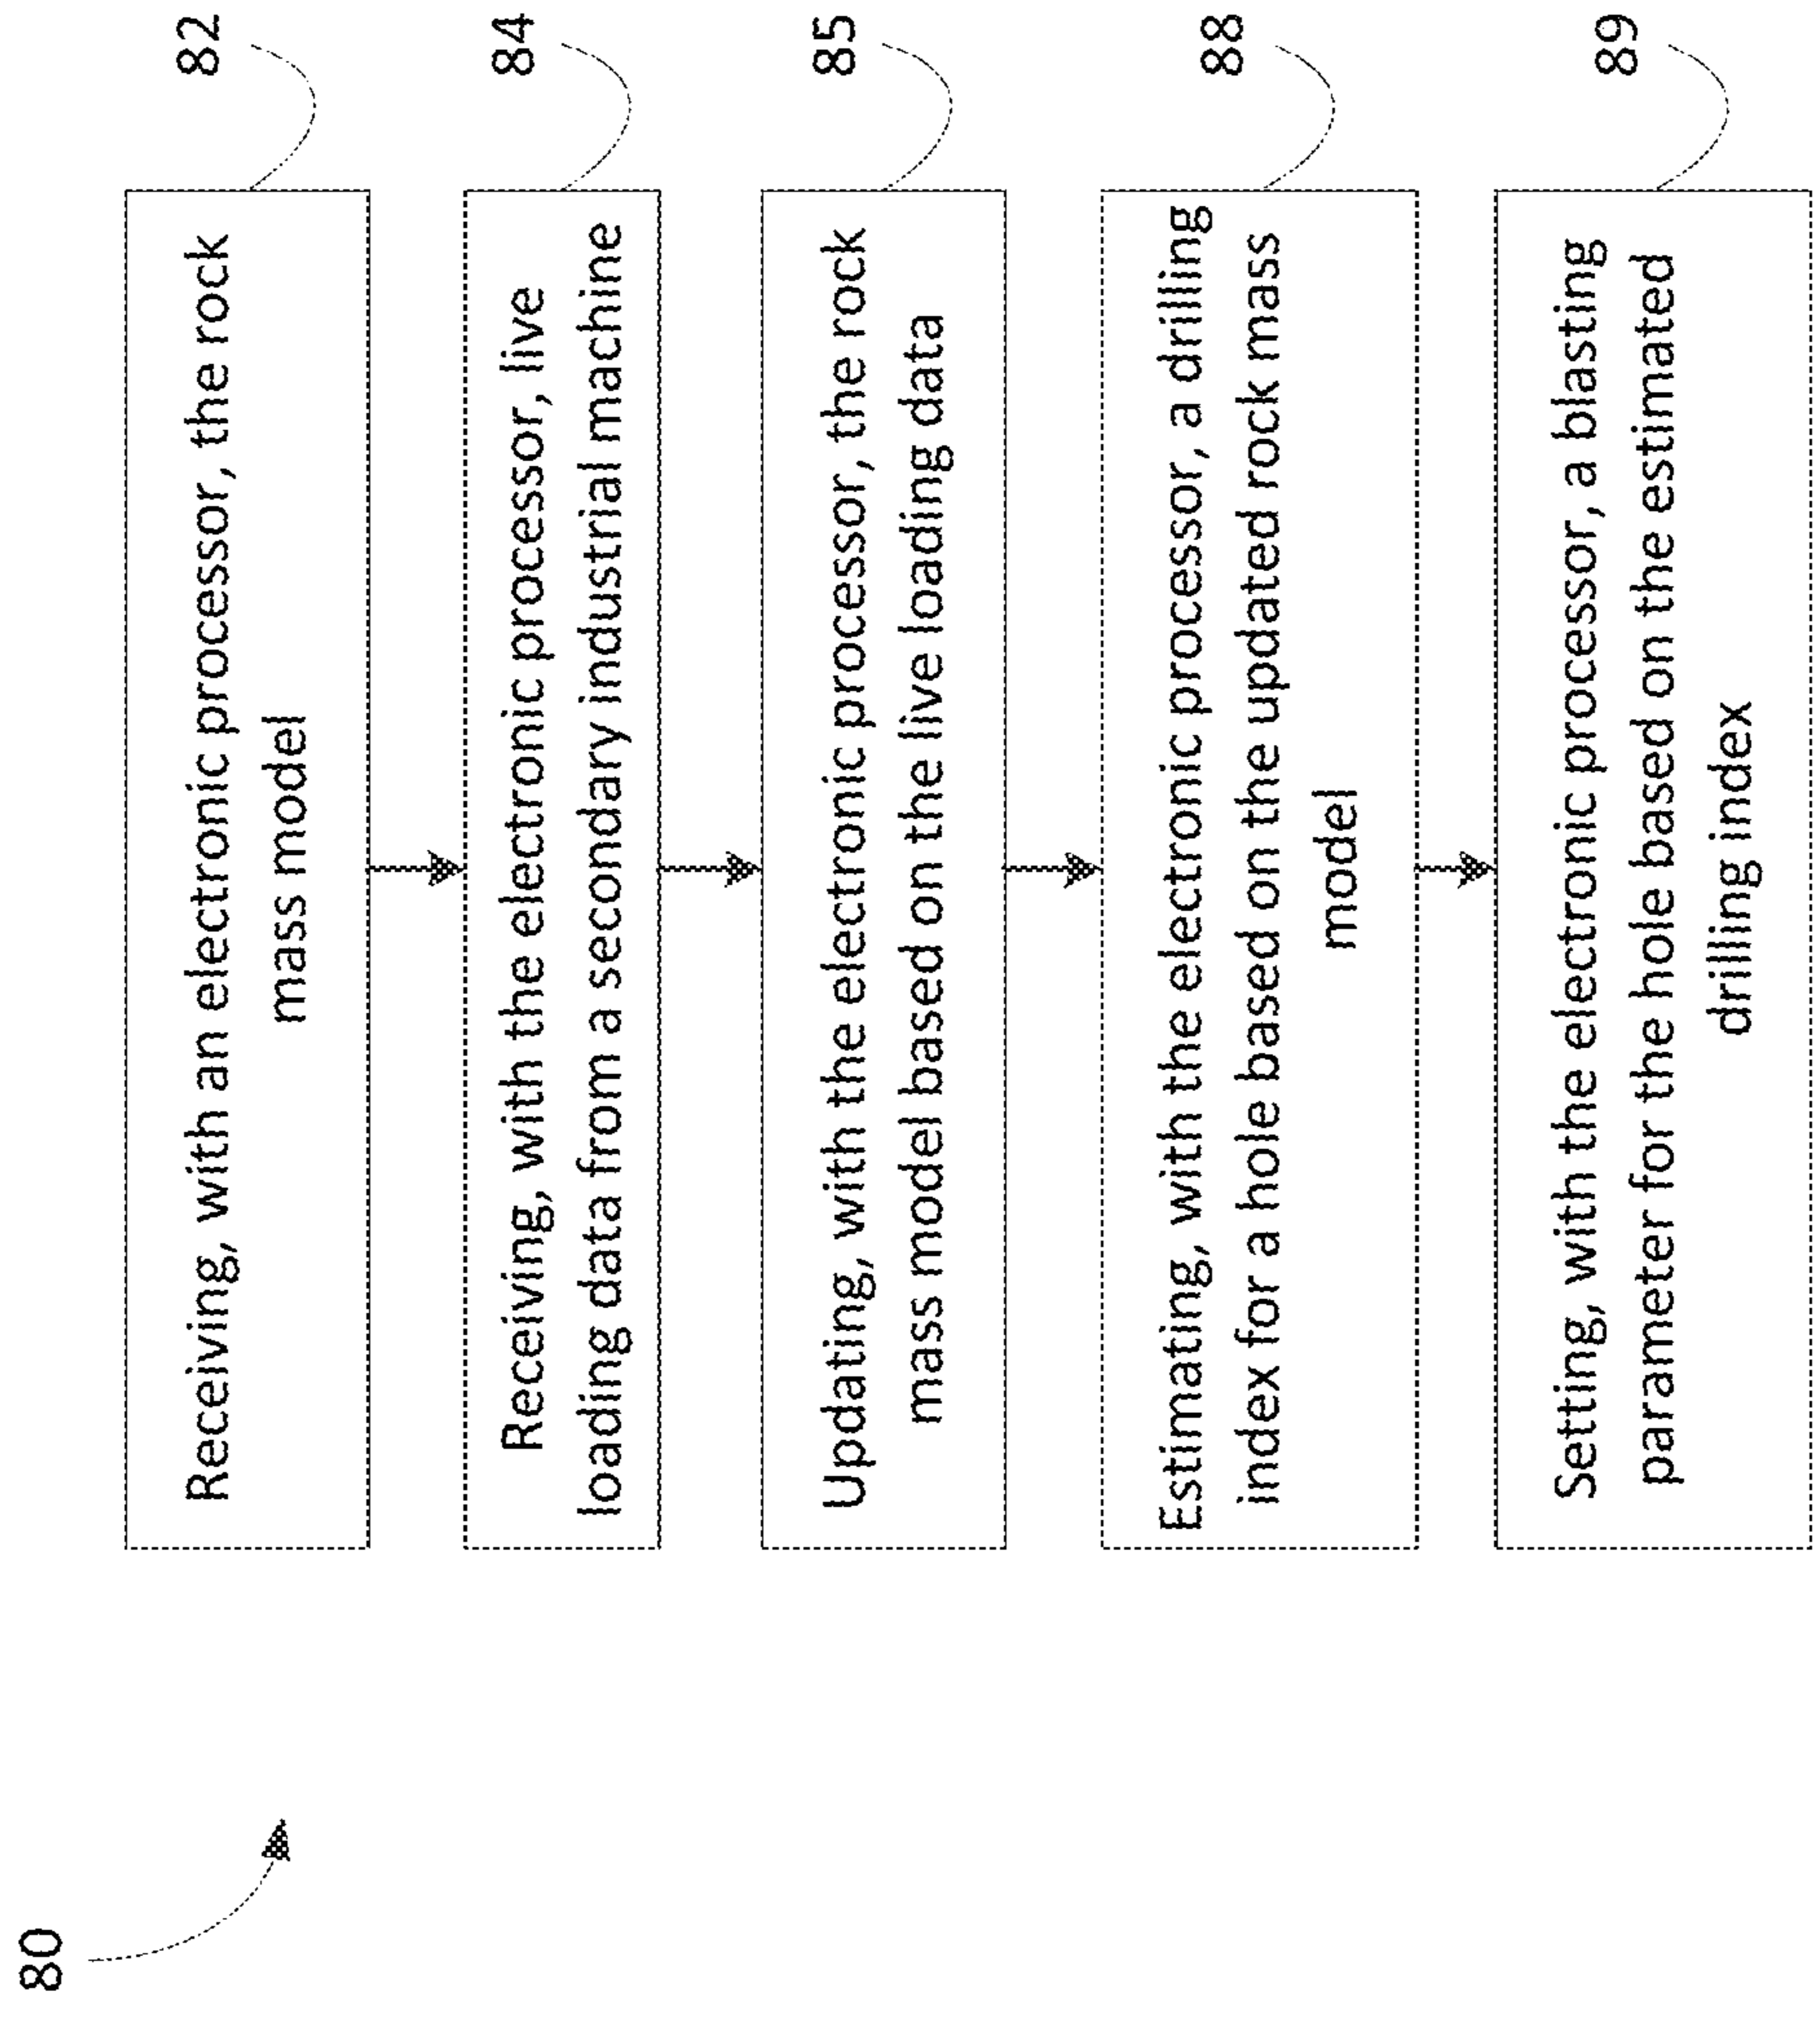 80
Receiving, with an electronic processor, the rock
mass model
82
Receiving, with the electronic processor, live
loading data from a secondary industrial machine
84
Updating, with the electronic processor, the rock
mass model based on the live loading data
85
Estimating, with the electronic processor, a drilling
index for a hole based on the updated rock mass
model
88
Setting, with the electronic processor, a blasting
parameter for the hole based on the estimated
drilling index
89